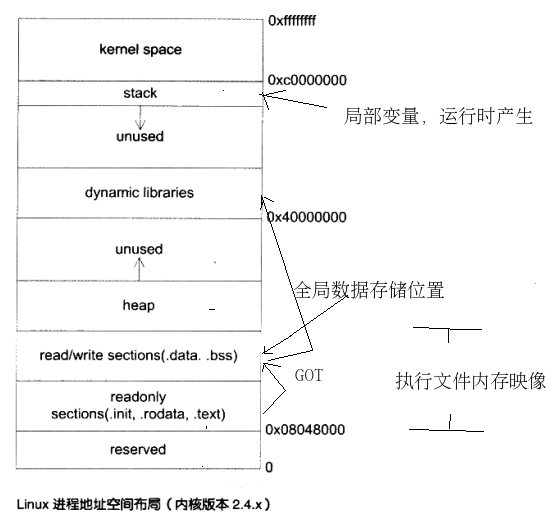 0xffffffff
kernel space
0xc0000000
stack
局部变量，运行时产生
unused
dynamic libraries
0x40000000
unused
全局数据存储位置
heap
read/write sections(.data. .bss)
GOT
执行文件内存映像
readonly
sections(.init, .rodata, .text)
0x08048000
reserved
0
Linux 进程地址空间布局（内核版本 2.4.x）